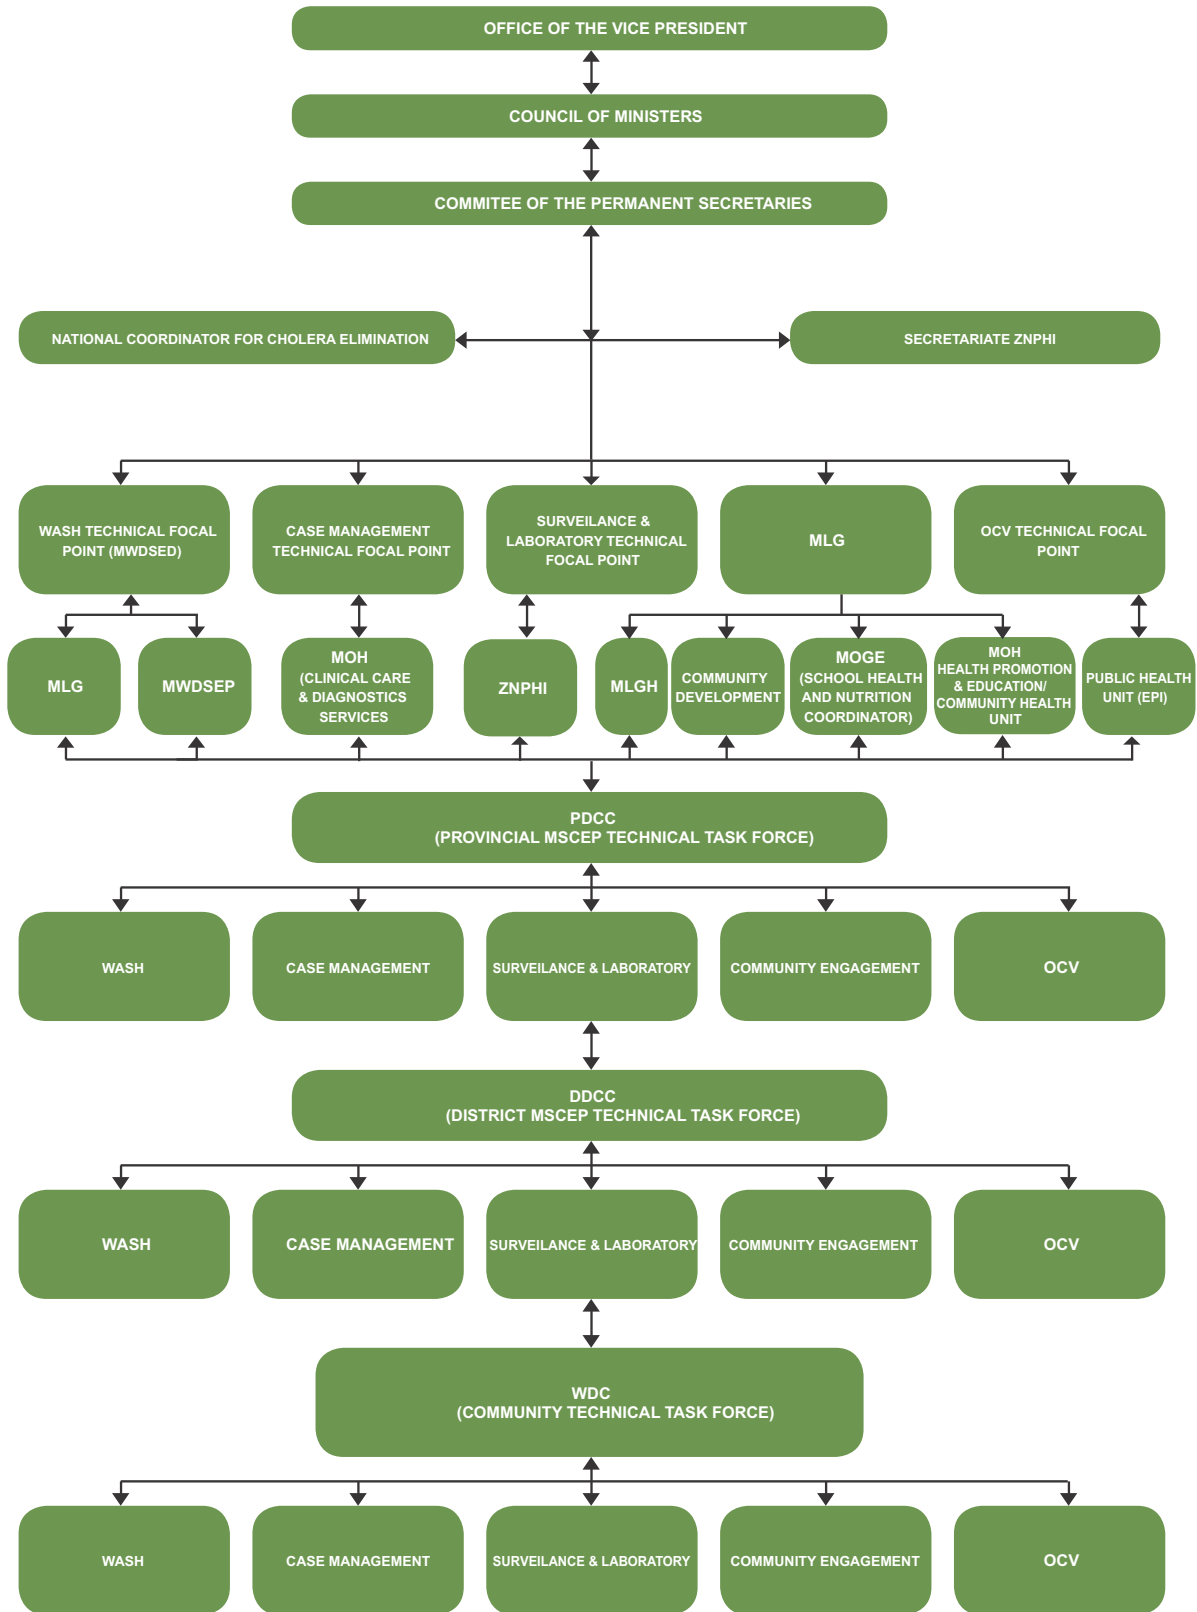 OFFICE OF THE VICE PRESIDENT
COUNCIL OF MINISTERS
COMMITEE OF THE PERMANENT SECRETARIES
NATIONAL COORDINATOR FOR CHOLERA ELIMINATION
SECRETARIATE ZNPHI
WASH TECHNICAL FOCAL
POINT (MWDSED)
CASE MANAGEMENT
TECHNICAL FOCAL POINT
SURVEILANCE &
LABORATORY TECHNICAL
FOCAL POINT
MLG
OCV TECHNICAL FOCAL
POINT
MLG
MWDSEP
MOH
(CLINICAL CARE
& DIAGNOSTICS
SERVICES
ZNPHI
MLGH
COMMUNITY
DEVELOPMENT
MOGE
(SCHOOL HEALTH
AND NUTRITION
COORDINATOR)
MOH
HEALTH PROMOTION
& EDUCATION/
COMMUNITY HEALTH
UNIT
PUBLIC HEALTH
UNIT (EPI)
PDCC
(PROVINCIAL MSCEP TECHNICAL TASK FORCE)
WASH
CASE MANAGEMENT
SURVEILANCE & LABORATORY
COMMUNITY ENGAGEMENT
OCV
DDCC
(DISTRICT MSCEP TECHNICAL TASK FORCE)
WASH
CASE MANAGEMENT
SURVEILANCE & LABORATORY
COMMUNITY ENGAGEMENT
OCV
WDC
(COMMUNITY TECHNICAL TASK FORCE)
WASH
CASE MANAGEMENT
SURVEILANCE & LABORATORY
COMMUNITY ENGAGEMENT
OCV